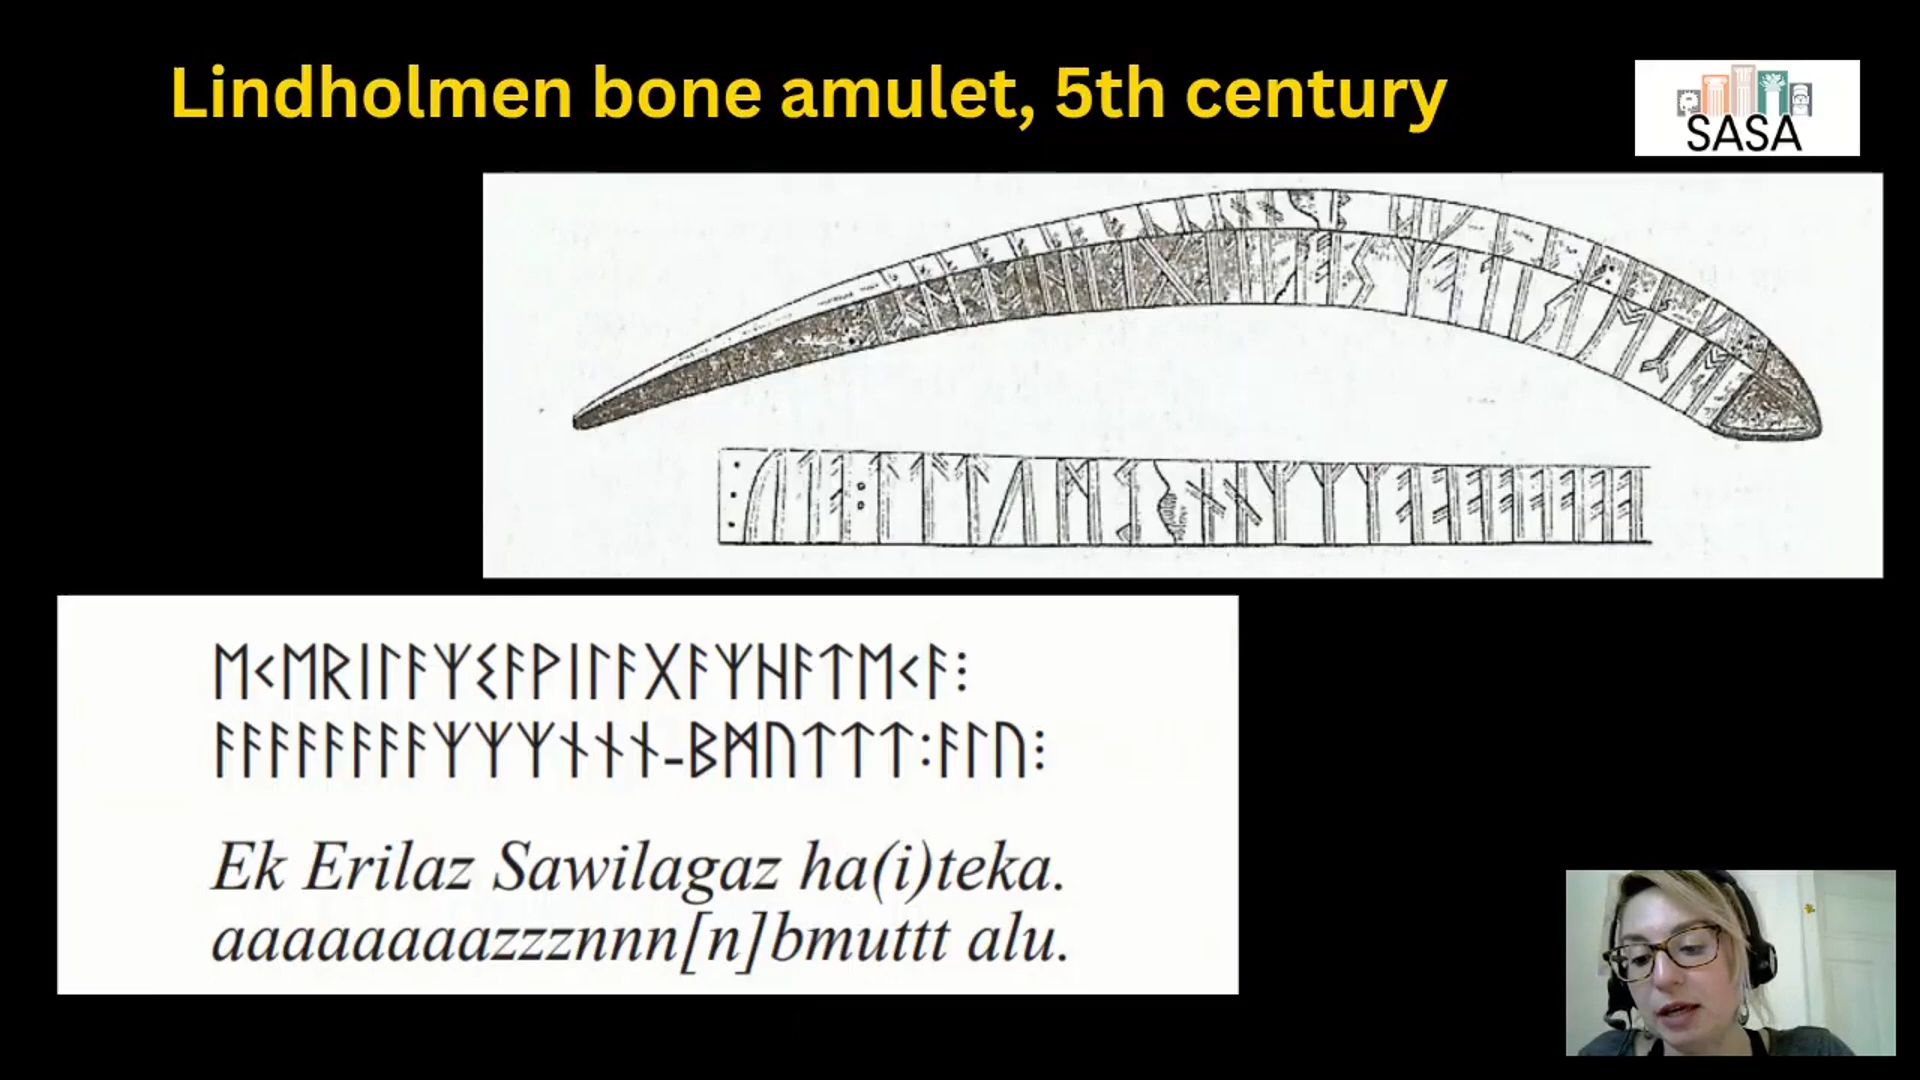 Lindholmen bone amulet, 5th century
SASA
ᛖᚲᛖᚱᛁᛚᚨᛉᛊᚨᚹᛁᛚᚨᚷᚨᛉᚺᚨᛏᛖᚲᚨ⁝
ᚨᚨᚨᚨᚨᚨᚨᚨᛉᛉᛉᚾᚾᚾ-ᛒᛗᚢᛏᛏᛏ:ᚨᛚᚢ⁝
Ek Erilaz Sawilagaz ha(i)teka.
aaaaaaaazzznnn[n]bmuttt alu.